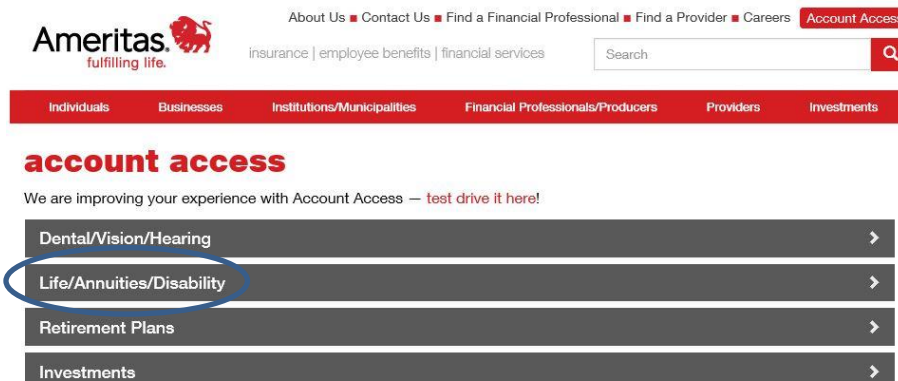 About Us ■ Contact Us ■ Find a Financial Professional ■ Find a Provider ■ Careers Account Access
Ameritas.
fulfilling life.
insurance | employee benefits | financial services
Search
Individuals Businesses Institutions/Municipalities Financial Professionals/Producers Providers Investments
account access
We are improving your experience with Account Access — test drive it here!
Dental/Vision/Hearing
Life/Annuities/Disability
Retirement Plans
Investments